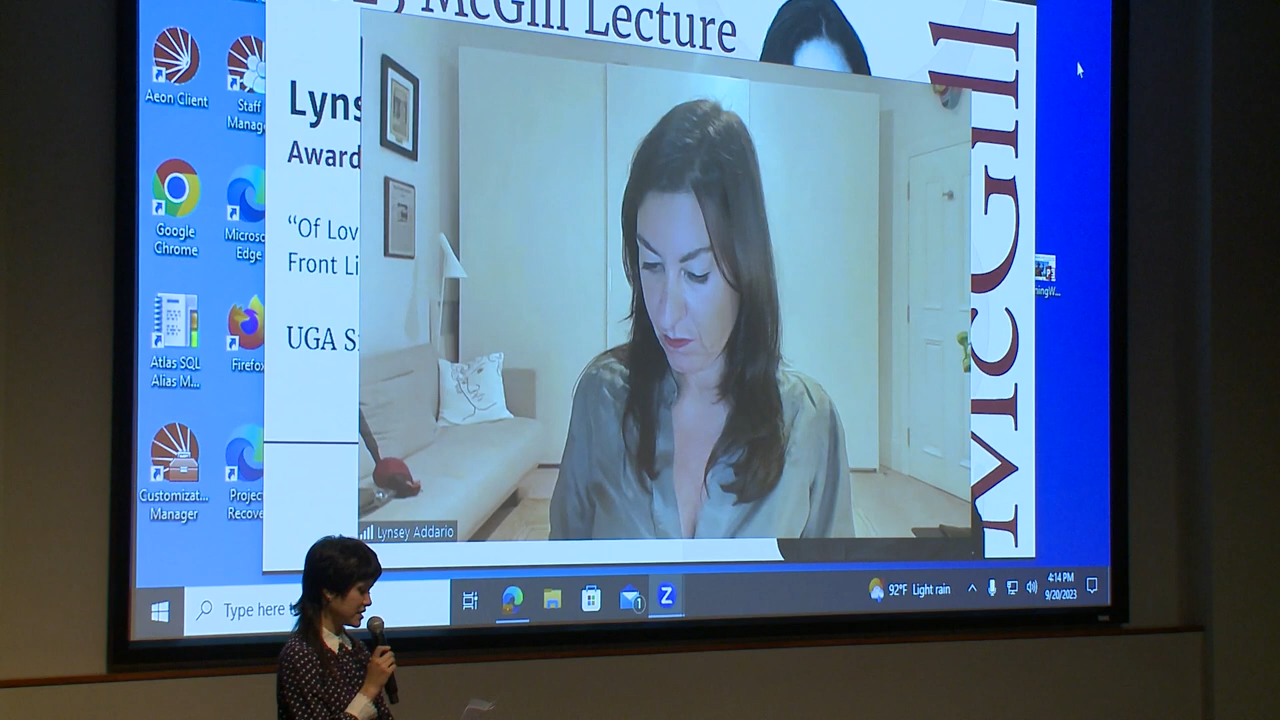 McGill Lecture
Aeon Client
Staff
Manag
Lyns
Award
Google
Chrome
Microso
Edge
"Of Lov
Front Li
Atlas SQL
Alias M...
Firefox
UGA S
Customizat...
Manager
Project
Recove
Lynsey Addario
McGill
ningW...
Type here t
1
Z
92°F Light rain
4:14 PM
9/20/2023